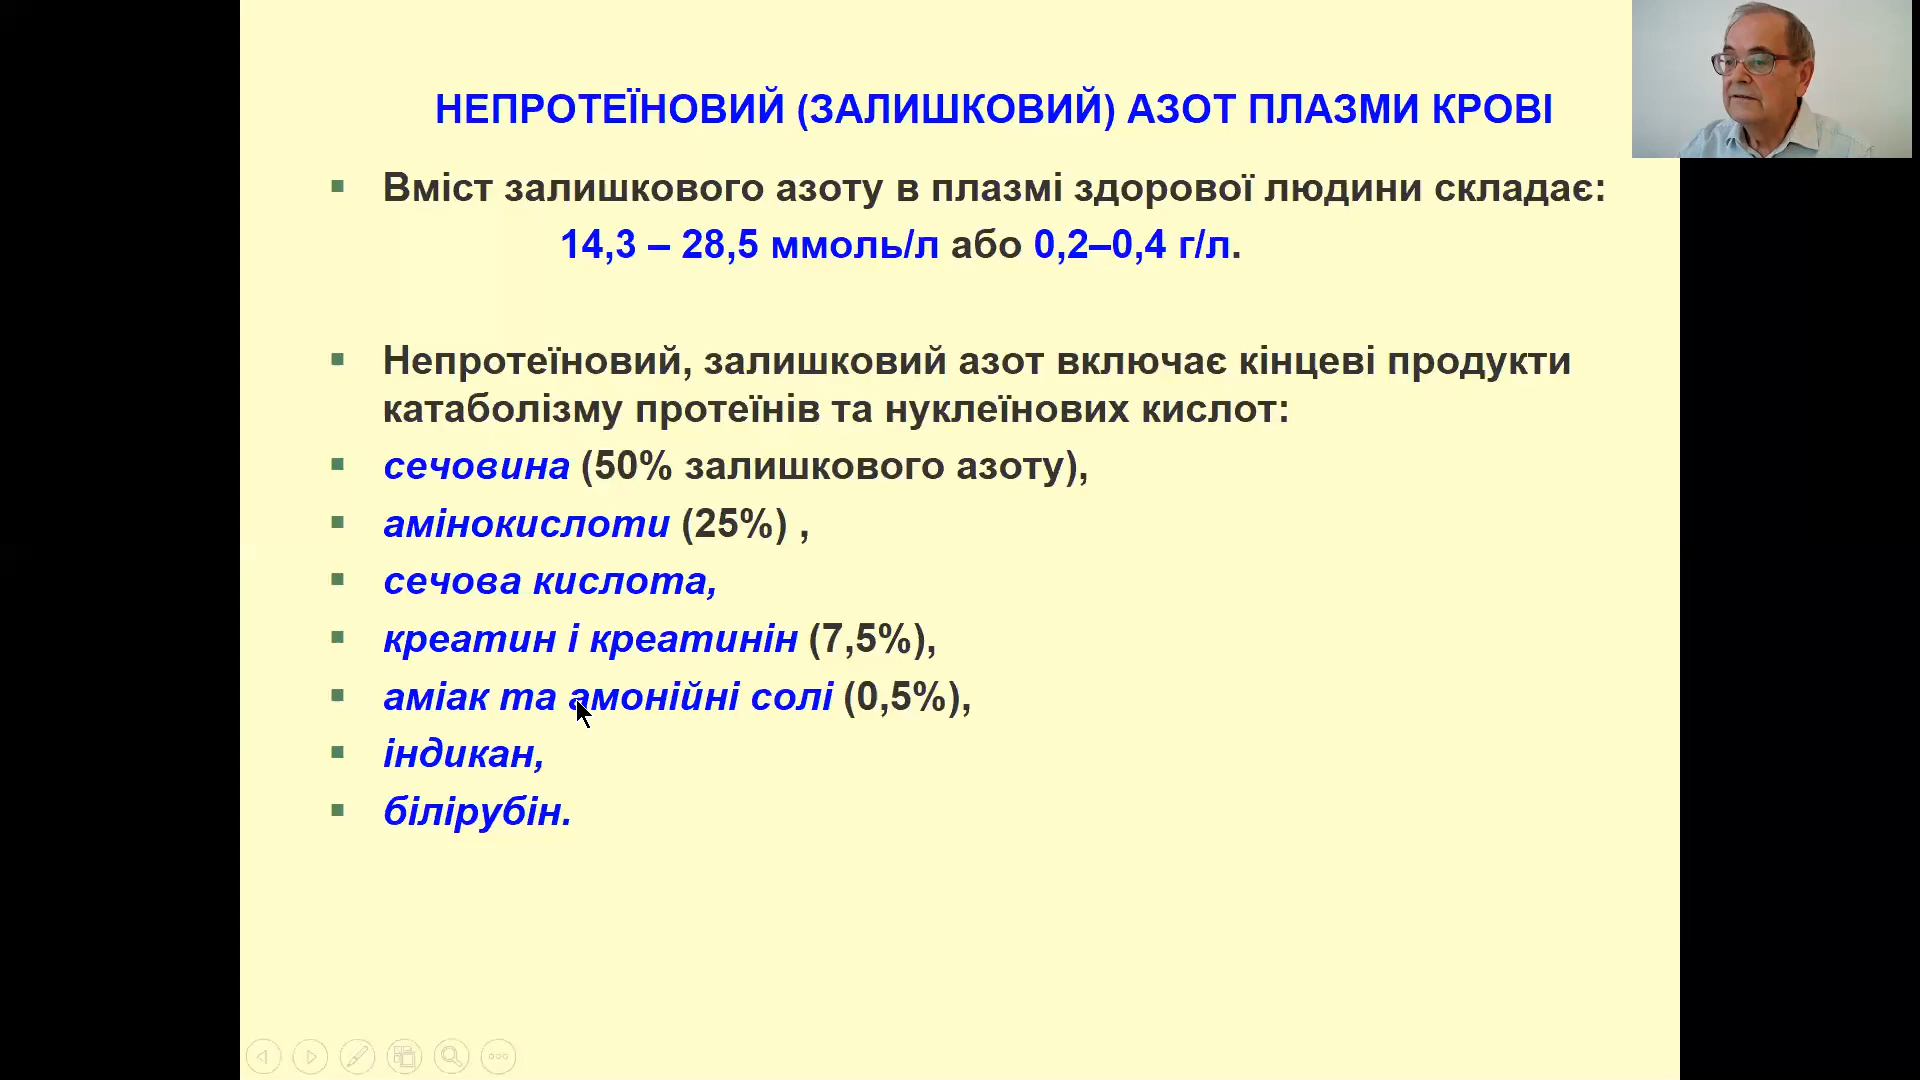 НЕПРОТЕЇНОВИЙ (ЗАЛИШКОВИЙ) АЗОТ ПЛАЗМИ КРОВІ
Вміст залишкового азоту в плазмі здорової людини складає:
14,3 – 28,5 ммоль/л або 0,2–0,4 г/л.
Непротеїновий, залишковий азот включає кінцеві продукти
катаболізму протеїнів та нуклеїнових кислот:
сечовина (50% залишкового азоту),
амінокислоти (25%) ,
сечова кислота,
креатин і креатинін (7,5%),
аміак та амонійні солі (0,5%),
індикан,
білірубін.